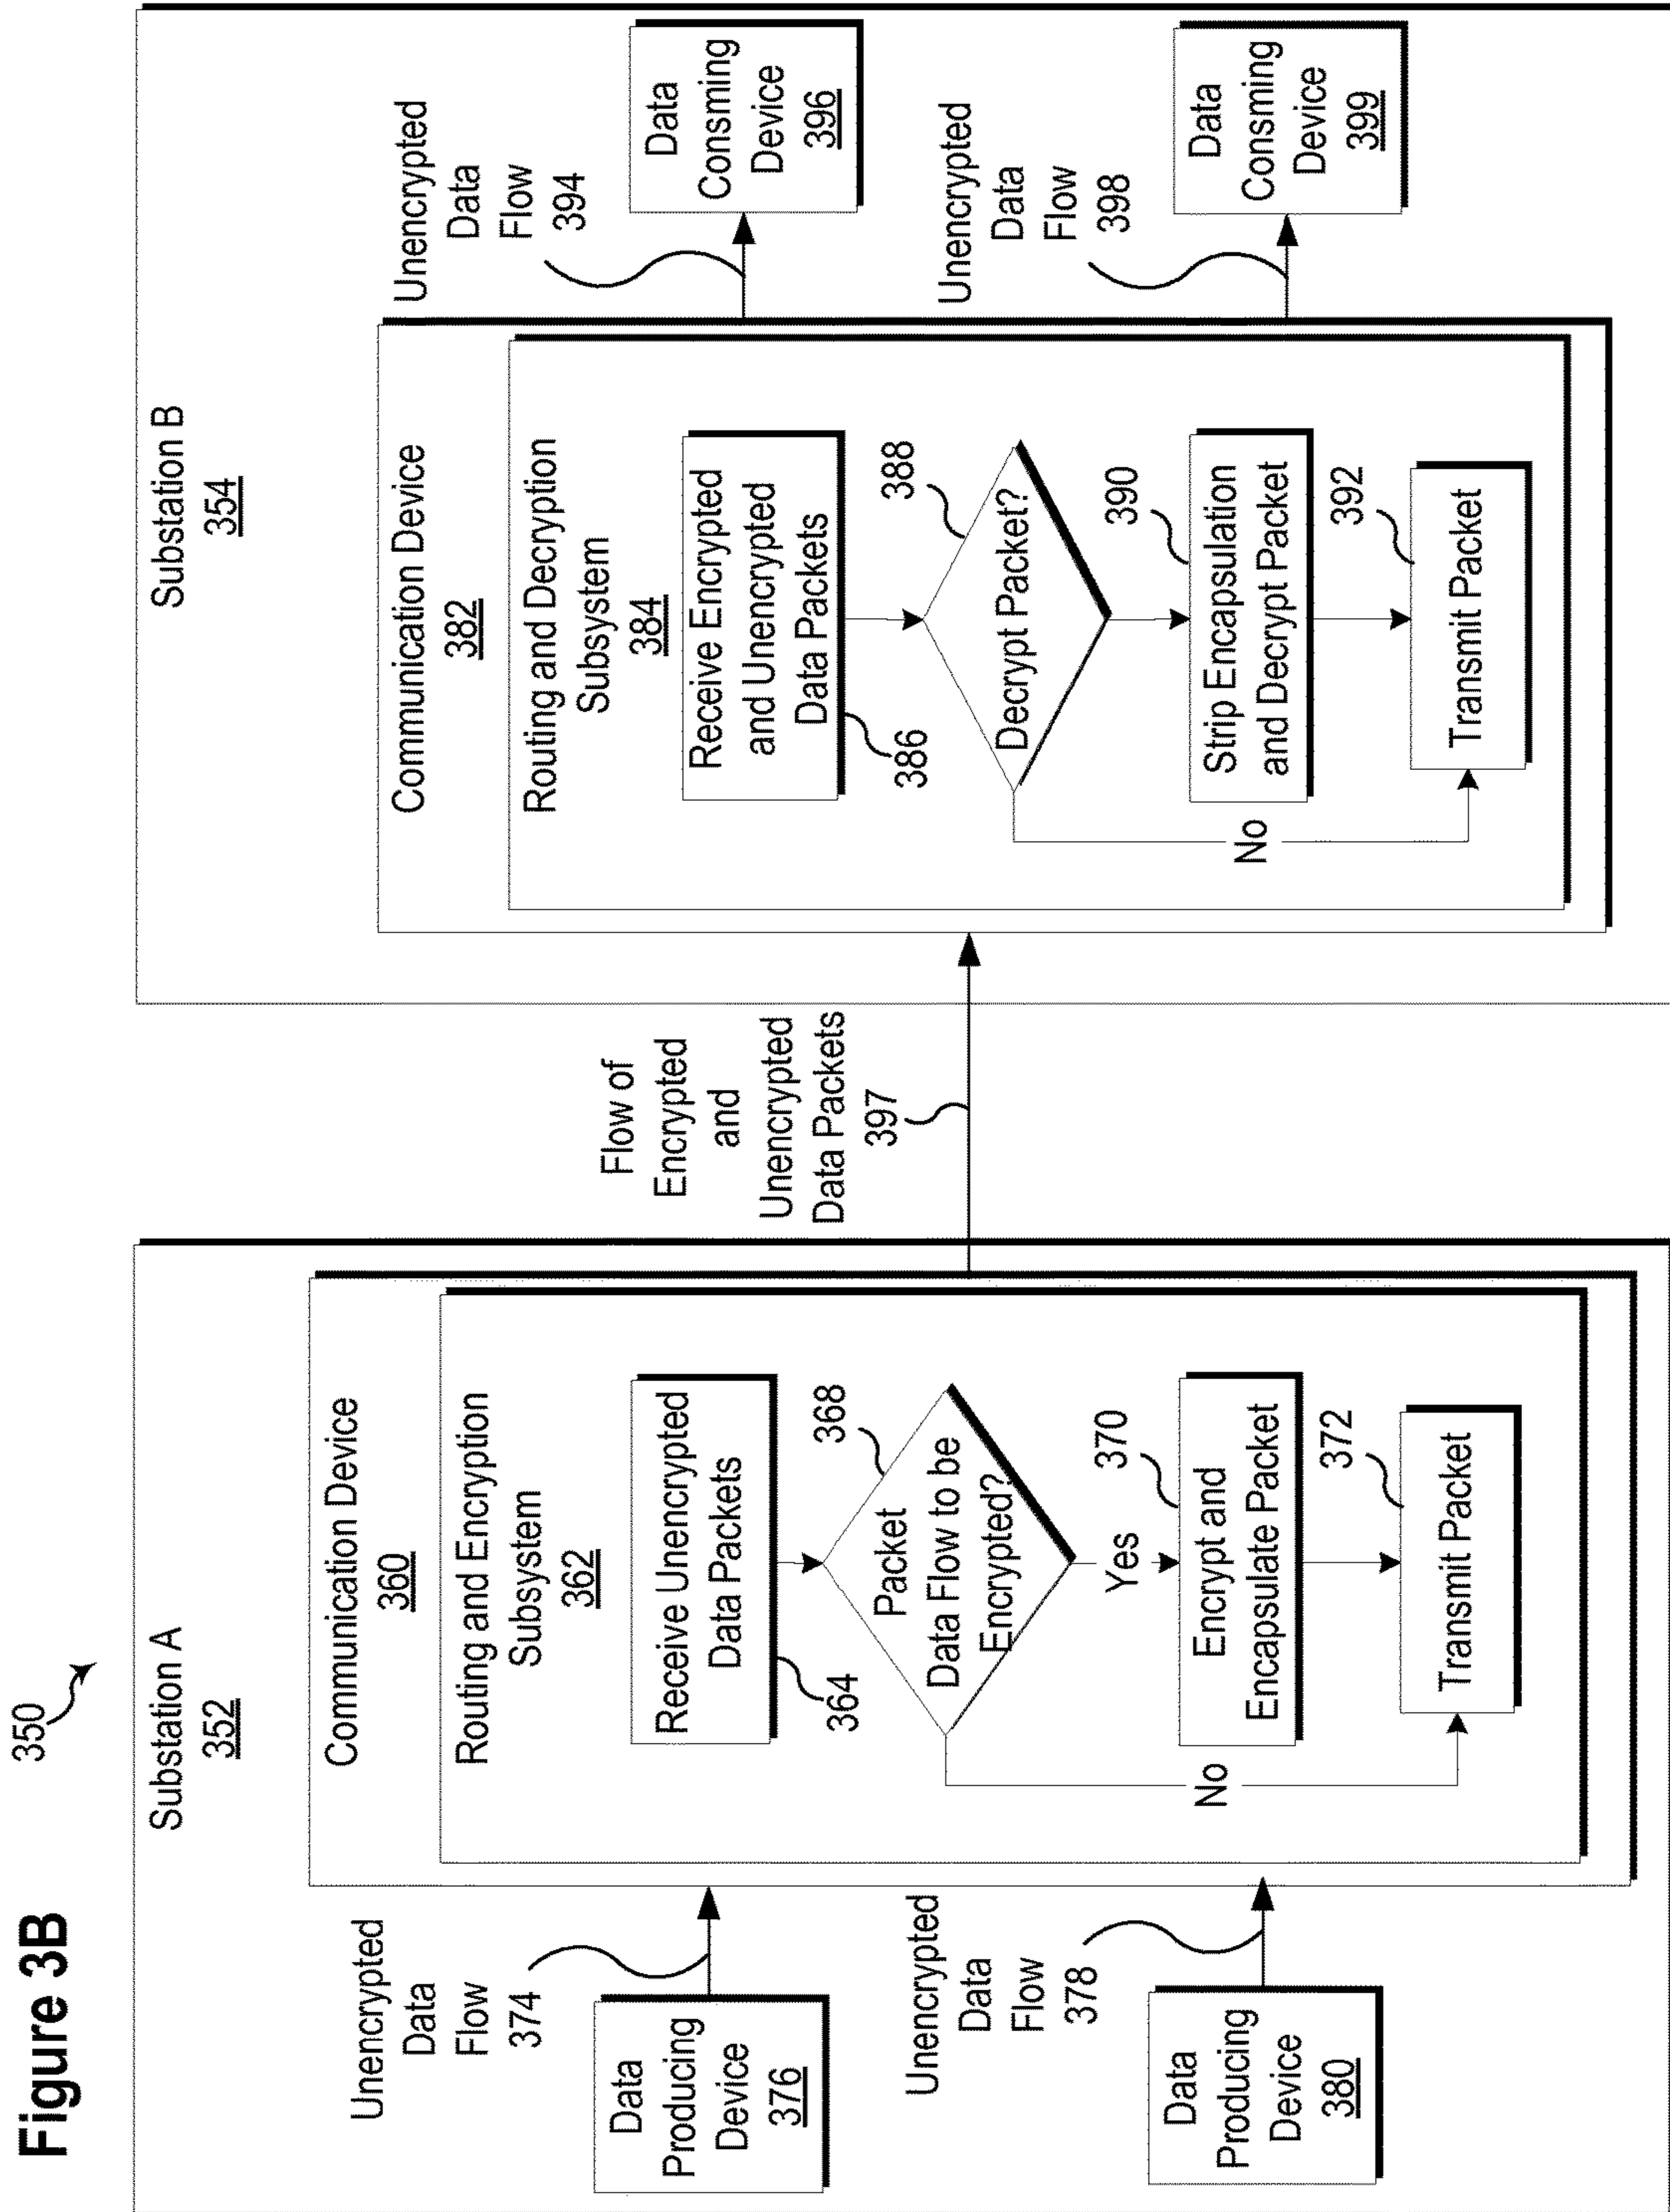 Figure 3B
350
Substation A
352
Communication Device
360
Routing and Encryption
Subsystem
362
Receive Unencrypted
Data Packets
364
Packet
Data Flow to be
Encrypted?
368
Yes
No
Encrypt and
Encapsulate Packet
370
Transmit Packet
372
Unencrypted
Data
Flow
374
Data
Producing
Device
376
Unencrypted
Data
Flow
378
Data
Producing
Device
380
Flow of
Encrypted
and
Unencrypted
Data Packets
397
Substation B
354
Communication Device
382
Routing and Decryption
Subsystem
384
Receive Encrypted
and Unencrypted
Data Packets
386
Decrypt Packet?
388
No
Strip Encapsulation
and Decrypt Packet
390
Transmit Packet
392
Unencrypted
Data
Flow
394
Data
Consming
Device
396
Unencrypted
Data
Flow
398
Data
Consming
Device
399